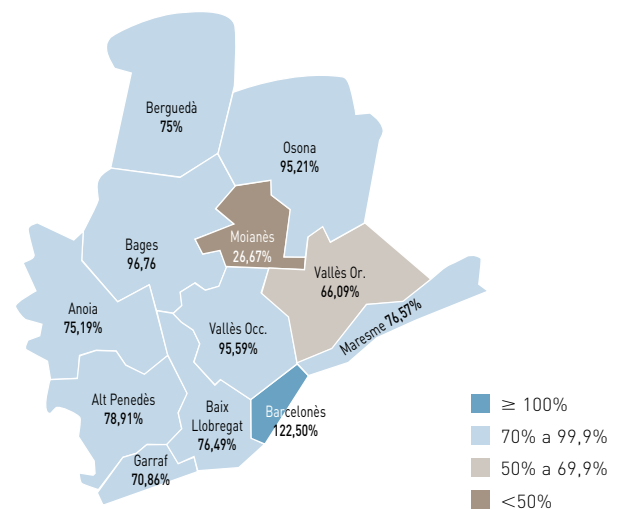 Berguedà
75%
Osona
95,21%
Moianès
26,67%
Bages
96,76
Vallès Or.
66,09%
Maresme 76,57%
Anoia
75,19%
Vallès Occ.
95,59%
Alt Penedès
78,91%
Baix
Llobregat
76,49%
Barcelonès
122,50%
Garraf
70,86%
≥ 100%
70% a 99,9%
50% a 69,9%
<50%